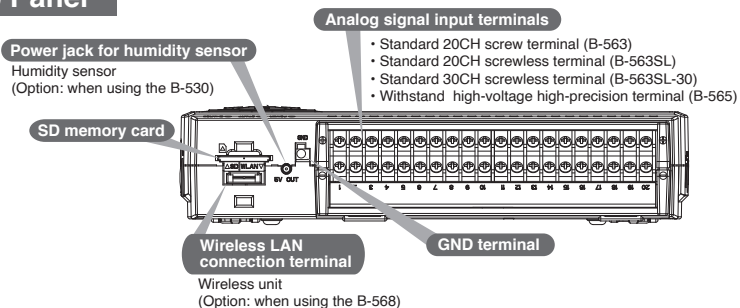 Panel
Analog signal input terminals
• Standard 20CH screw terminal (B-563)
• Standard 20CH screwless terminal (B-563SL)
• Standard 30CH screwless terminal (B-563SL-30)
• Withstand high-voltage high-precision terminal (B-565)
Power jack for humidity sensor
Humidity sensor
(Option: when using the B-530)
SD memory card
GND
△SD WLAN▽
5V OUT
1 2 3 4 5 6 7 8 9 10 11 12 13 14 15 16 17 18 19 20
Wireless LAN
connection terminal
Wireless unit
(Option: when using the B-568)
GND terminal